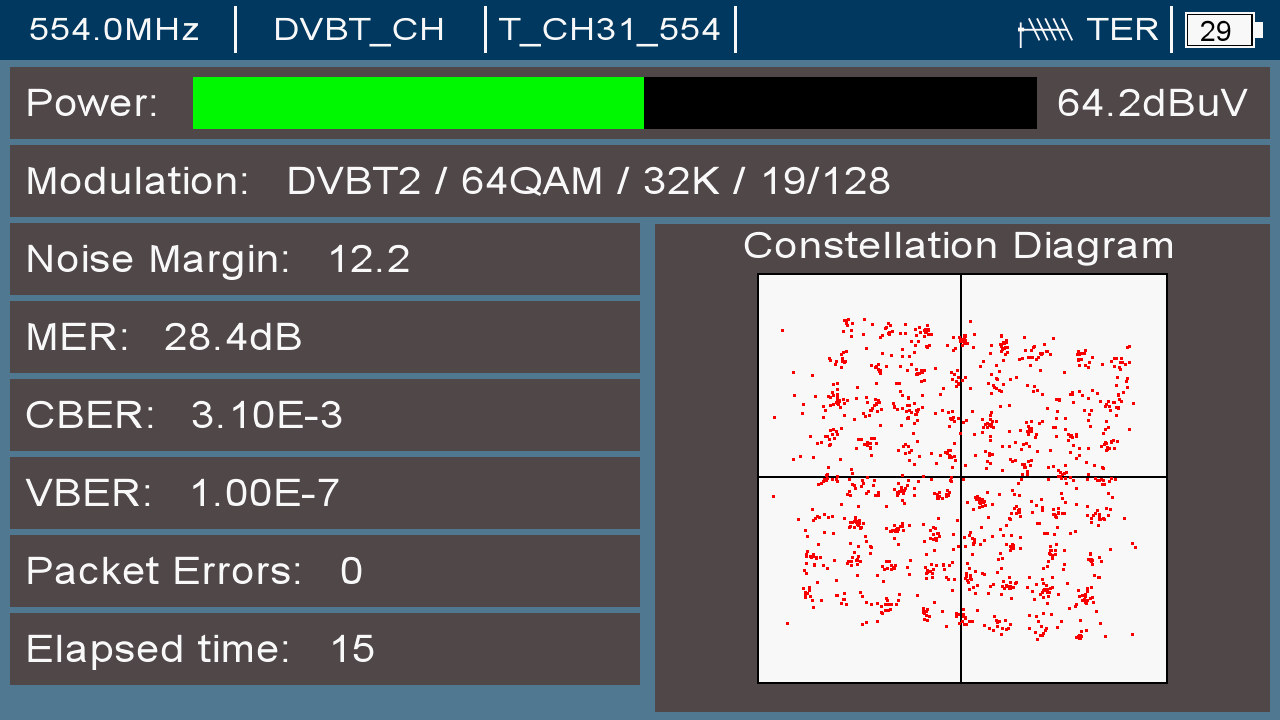 554.0MHz DVBT_CH T_CH31_554 TER 29
Power: 64.2dBuV
Modulation: DVBT2 / 64QAM / 32K / 19/128
Noise Margin: 12.2
MER: 28.4dB
CBER: 3.10E-3
VBER: 1.00E-7
Packet Errors: 0
Elapsed time: 15
Constellation Diagram